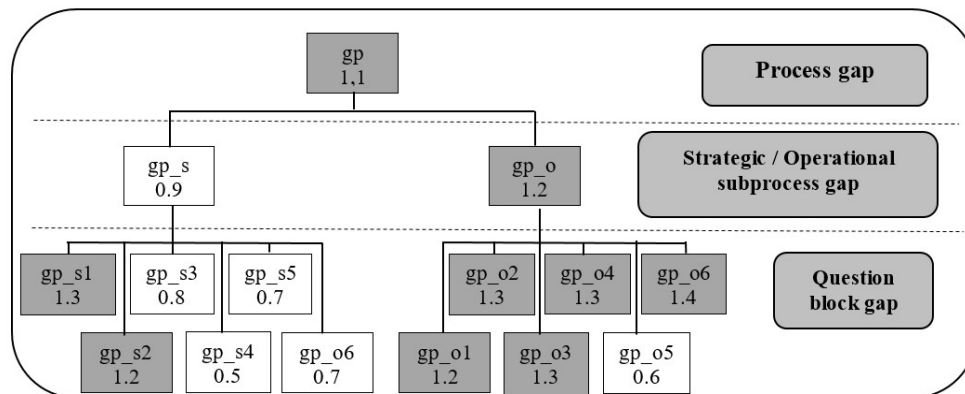 gp
1,1
Process gap
gp_s
0.9
gp_o
1.2
Strategic / Operational
subprocess gap
gp_s1
1.3
gp_s3
0.8
gp_s5
0.7
gp_o2
1.3
gp_o4
1.3
gp_o6
1.4
Question
block gap
gp_s2
1.2
gp_s4
0.5
gp_o6
0.7
gp_o1
1.2
gp_o3
1.3
gp_o5
0.6